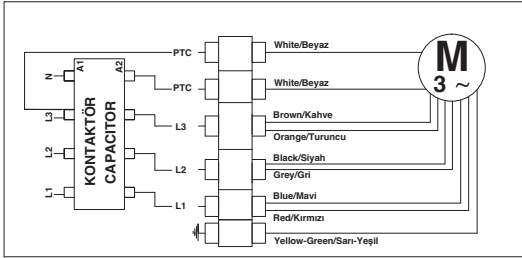 PTC
White/Beyaz
M
3 ~
N
A1
A2
PTC
White/Beyaz
L3
KONTAKTÖR
CAPACITOR
L3
Brown/Kahve
Orange/Turuncu
L2
L2
Black/Siyah
Grey/Gri
L1
L1
Blue/Mavi
Red/Kırmızı
Yellow-Green/Sarı-Yeşil